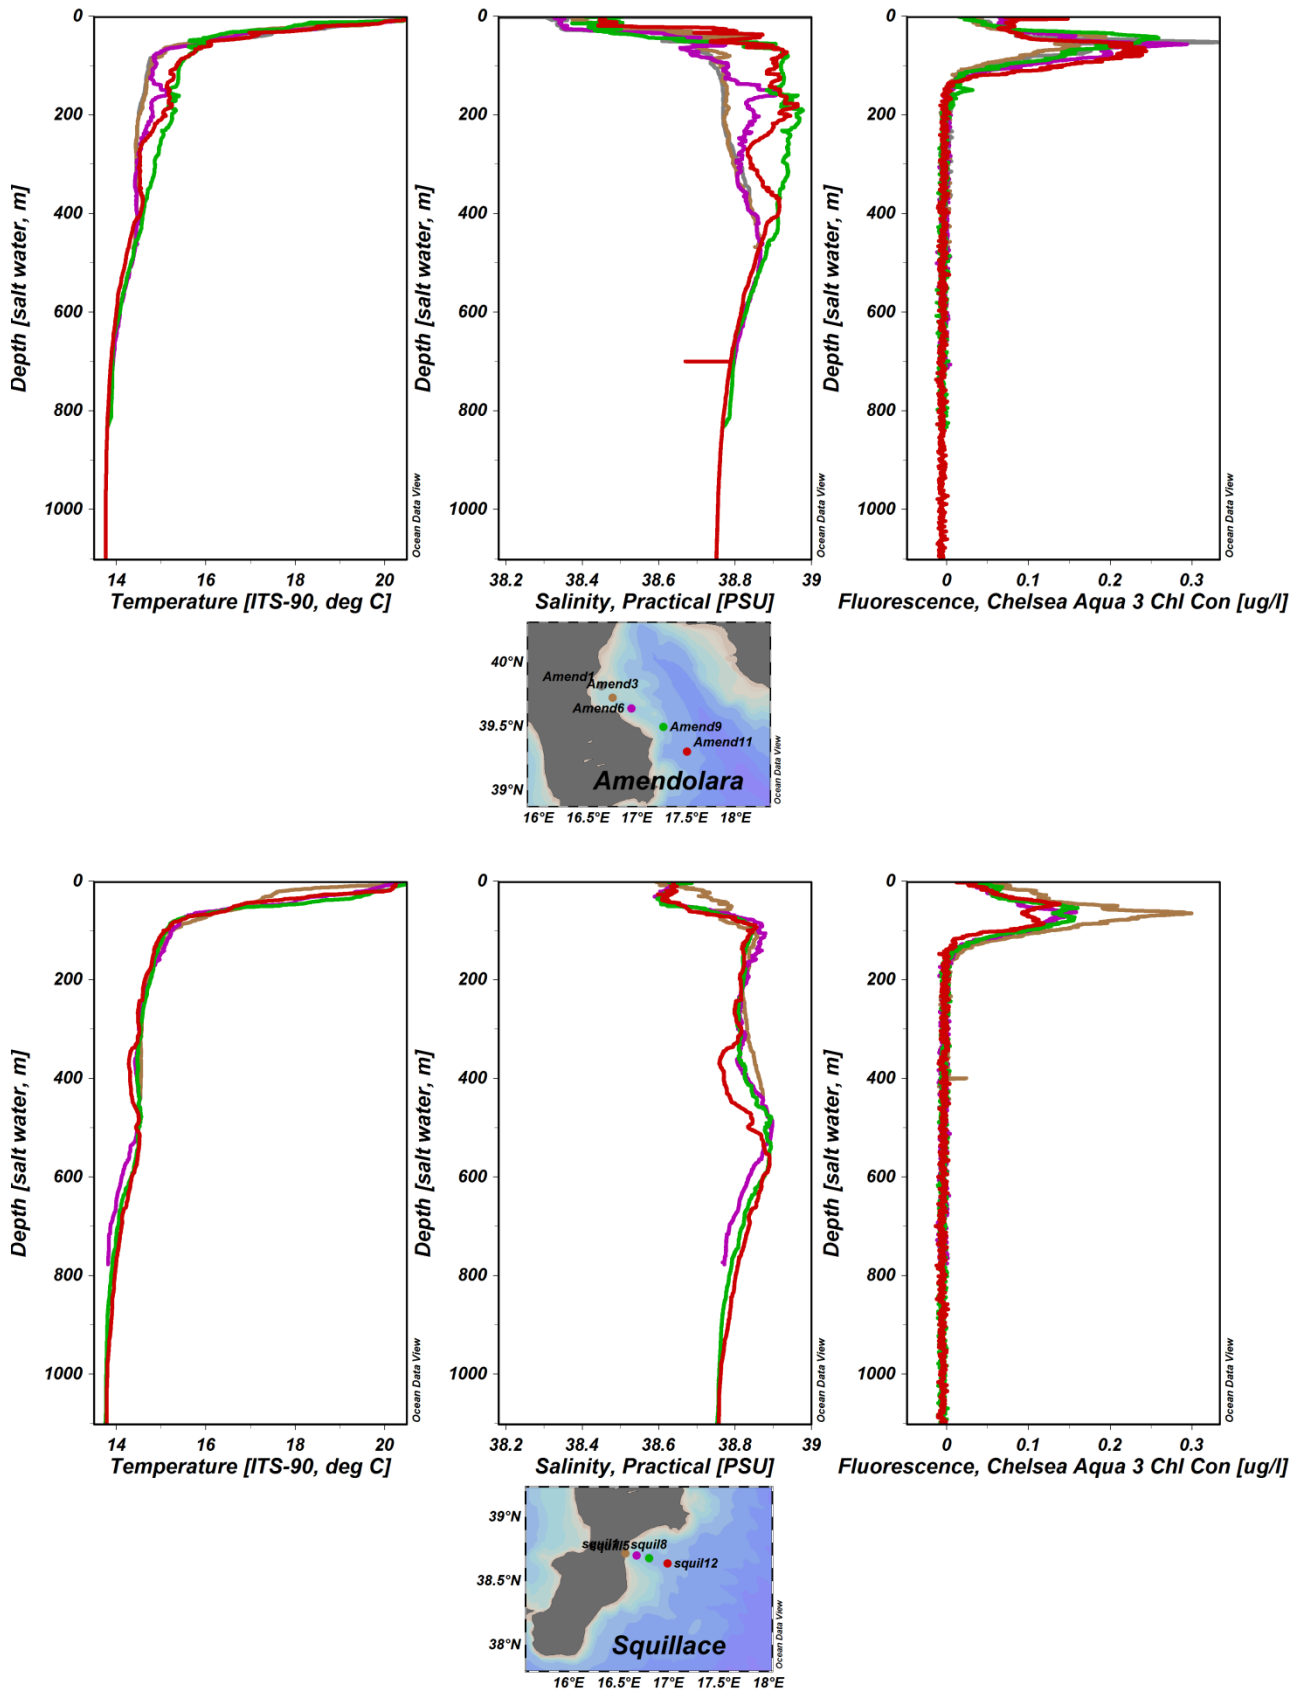 0
200
400
600
800
1000
Depth [salt water, m]
14
16
18
20
Temperature [ITS-90, deg C]
Ocean Data View
0
200
400
600
800
1000
Depth [salt water, m]
38.2
38.4
38.6
38.8
39
Salinity, Practical [PSU]
Ocean Data View
0
200
400
600
800
1000
Depth [salt water, m]
0
0.1
0.2
0.3
Fluorescence, Chelsea Aqua 3 Chl Con [ug/l]
Ocean Data View
40°N
39.5°N
39°N
Amend1
Amend3
Amend6
Amend9
Amend11
Amendolara
16°E
16.5°E
17°E
17.5°E
18°E
Ocean Data View
0
200
400
600
800
1000
Depth [salt water, m]
14
16
18
20
Temperature [ITS-90, deg C]
Ocean Data View
0
200
400
600
800
1000
Depth [salt water, m]
38.2
38.4
38.6
38.8
39
Salinity, Practical [PSU]
Ocean Data View
0
200
400
600
800
1000
Depth [salt water, m]
0
0.1
0.2
0.3
Fluorescence, Chelsea Aqua 3 Chl Con [ug/l]
Ocean Data View
39°N
38.5°N
38°N
squil8
squil12
Squillace
16°E
16.5°E
17°E
17.5°E
18°E
Ocean Data View